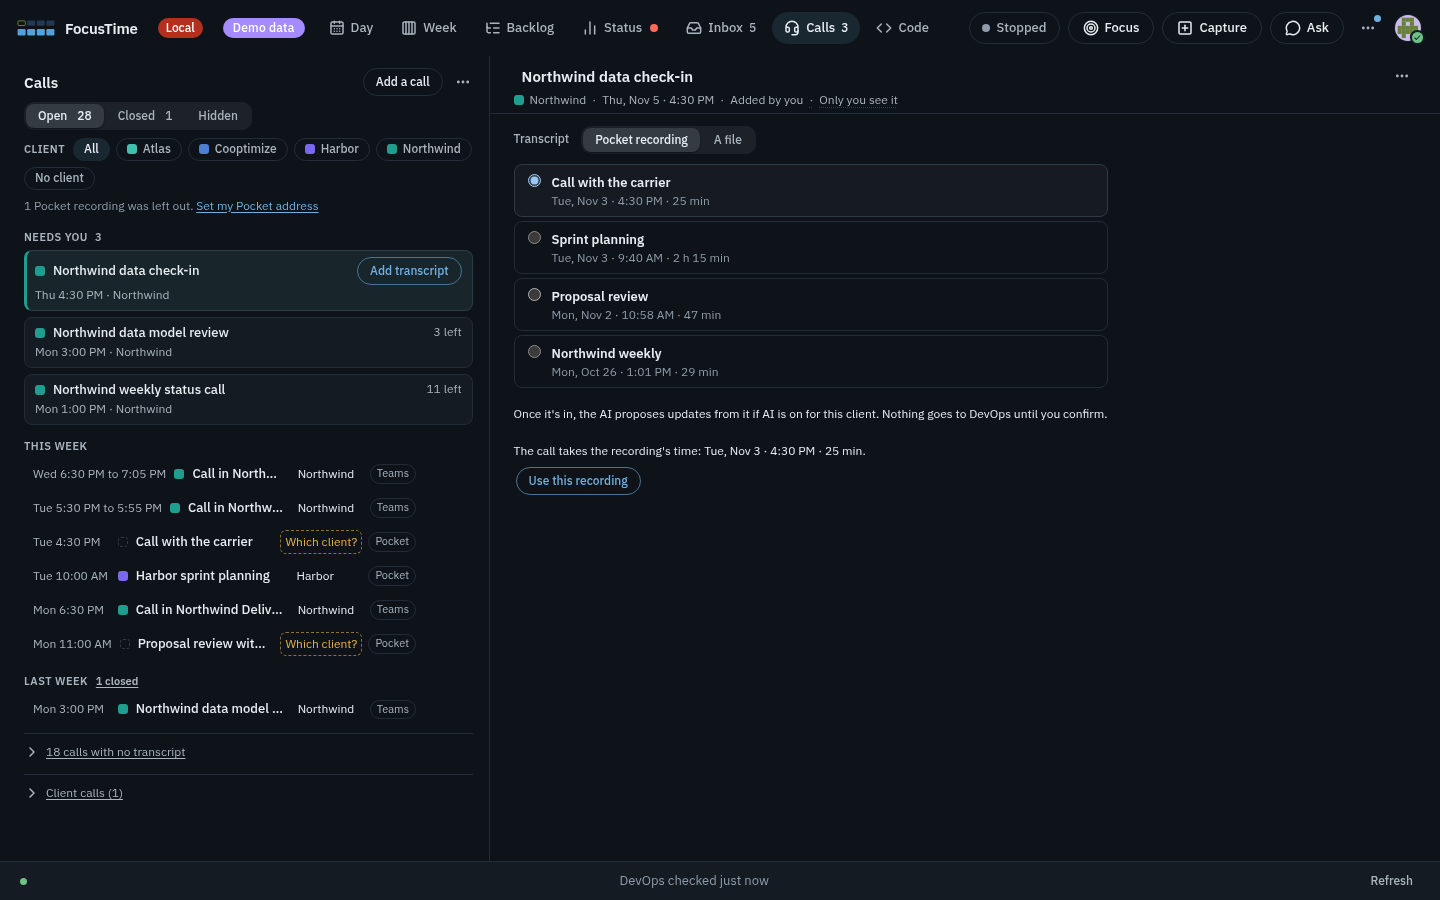 FocusTime Local Demo data Day Week Backlog Status Inbox 5 Calls 3 Code Stopped Focus Capture Ask
Calls Add a call
Open 28 Closed 1 Hidden
CLIENT All Atlas Cooptimize Harbor Northwind
No client
1 Pocket recording was left out. Set my Pocket address
NEEDS YOU 3
Northwind data check-in Add transcript
Thu 4:30 PM · Northwind
Northwind data model review 3 left
Mon 3:00 PM · Northwind
Northwind weekly status call 11 left
Mon 1:00 PM · Northwind
THIS WEEK
Wed 6:30 PM to 7:05 PM Call in North... Northwind Teams
Tue 5:30 PM to 5:55 PM Call in Northw... Northwind Teams
Tue 4:30 PM Call with the carrier Which client? Pocket
Tue 10:00 AM Harbor sprint planning Harbor Pocket
Mon 6:30 PM Call in Northwind Deliv... Northwind Teams
Mon 11:00 AM Proposal review wit... Which client? Pocket
LAST WEEK 1 closed
Mon 3:00 PM Northwind data model ... Northwind Teams
18 calls with no transcript
Client calls (1)
Northwind data check-in
Northwind · Thu, Nov 5 · 4:30 PM · Added by you · Only you see it
Transcript Pocket recording A file
Call with the carrier
Tue, Nov 3 · 4:30 PM · 25 min
Sprint planning
Tue, Nov 3 · 9:40 AM · 2 h 15 min
Proposal review
Mon, Nov 2 · 10:58 AM · 47 min
Northwind weekly
Mon, Oct 26 · 1:01 PM · 29 min
Once it's in, the AI proposes updates from it if AI is on for this client. Nothing goes to DevOps until you confirm.
The call takes the recording's time: Tue, Nov 3 · 4:30 PM · 25 min.
Use this recording
DevOps checked just now Refresh